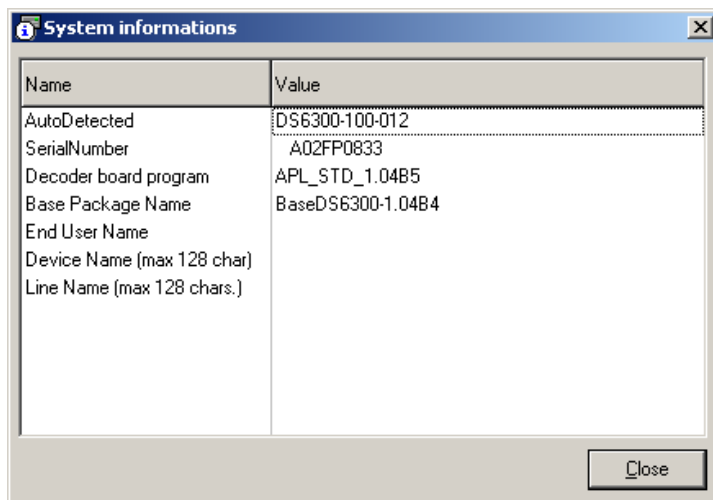 System informations
Name Value
AutoDetected DS6300-100-012
SerialNumber A02FP0833
Decoder board program APL_STD_1.04B5
Base Package Name BaseDS6300-1.04B4
End User Name
Device Name (max 128 char)
Line Name (max 128 chars.)
Close